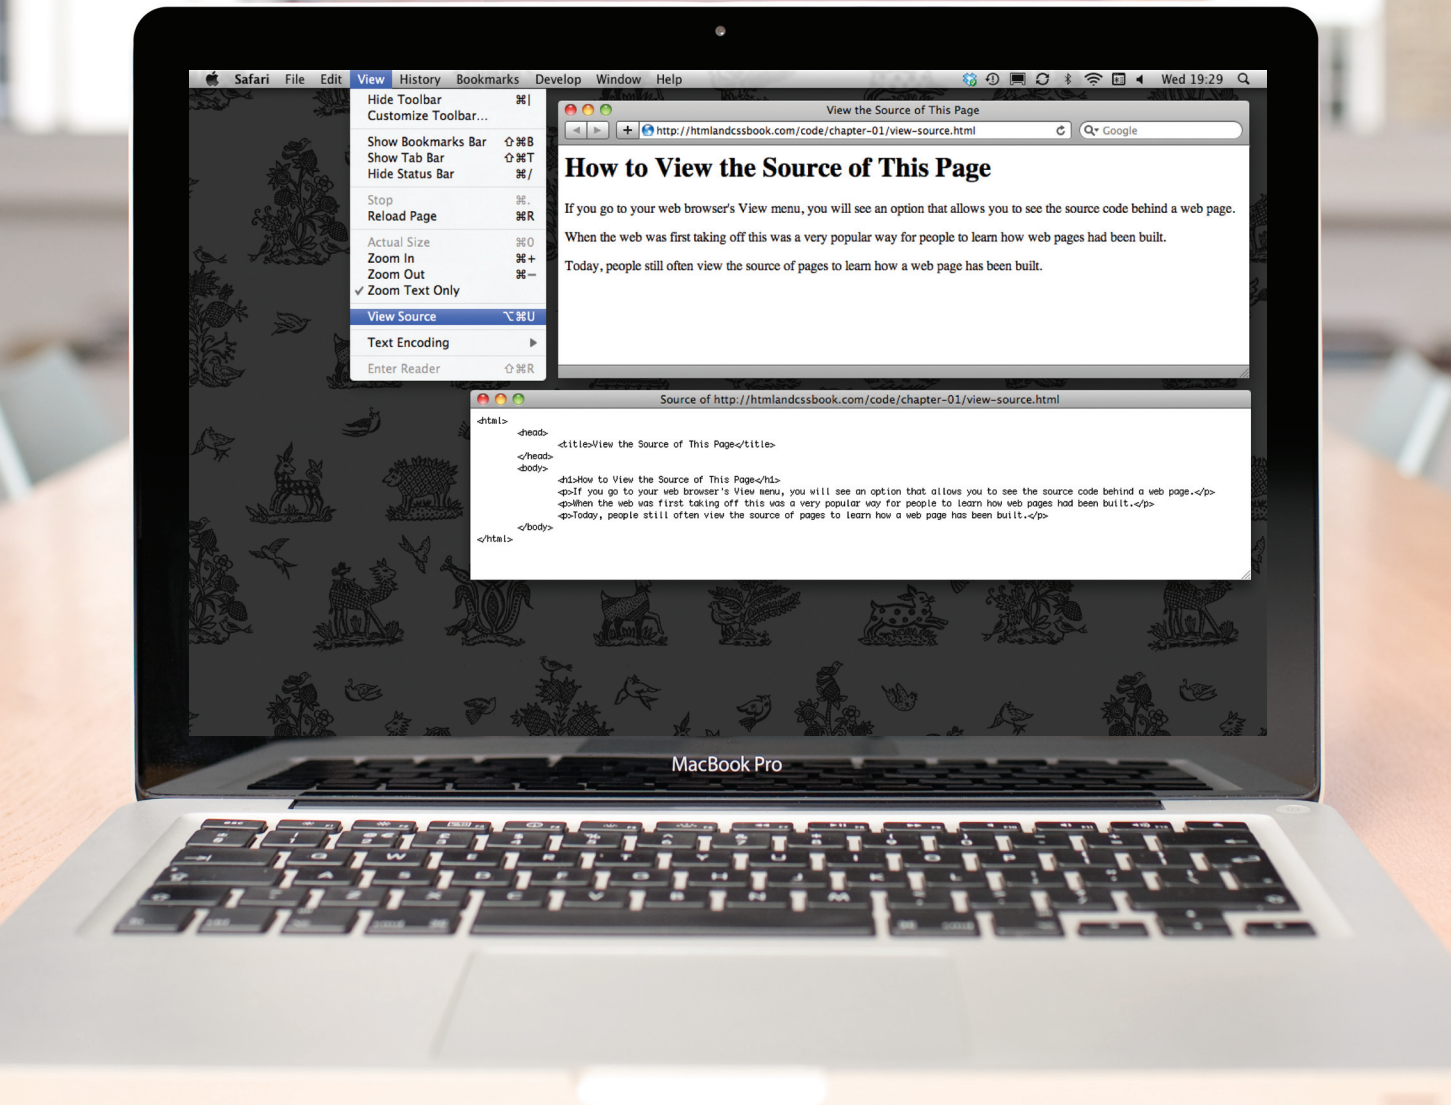 Safari File Edit View History Bookmarks Develop Window Help Wed 19:29
Hide Toolbar ⌘|
Customize Toolbar...
Show Bookmarks Bar ⇧⌘B
Show Tab Bar ⇧⌘T
Hide Status Bar ⌘/
Stop ⌘.
Reload Page ⌘R
Actual Size ⌘0
Zoom In ⌘+
Zoom Out ⌘−
✓ Zoom Text Only
View Source ⌥⌘U
Text Encoding
Enter Reader ⇧⌘R
View the Source of This Page
http://htmlandcssbook.com/code/chapter-01/view-source.html
Google
How to View the Source of This Page
If you go to your web browser's View menu, you will see an option that allows you to see the source code behind a web page.
When the web was first taking off this was a very popular way for people to learn how web pages had been built.
Today, people still often view the source of pages to learn how a web page has been built.
Source of http://htmlandcssbook.com/code/chapter-01/view-source.html
<html>
<head>
<title>View the Source of This Page</title>
</head>
<body>
<h1>How to View the Source of This Page</h1>
<p>If you go to your web browser's View menu, you will see an option that allows you to see the source code behind a web page.</p>
<p>When the web was first taking off this was a very popular way for people to learn how web pages had been built.</p>
<p>Today, people still often view the source of pages to learn how a web page has been built.</p>
</body>
</html>
MacBook Pro